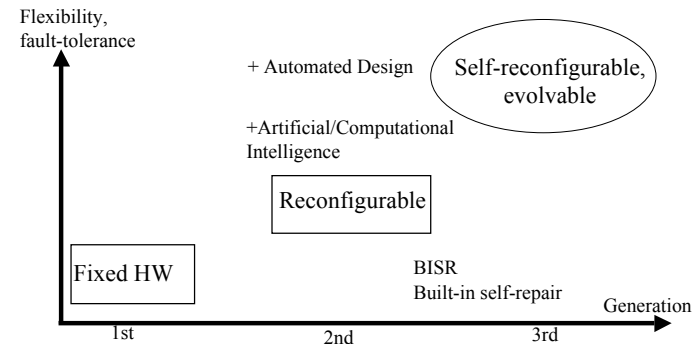 Flexibility,
fault-tolerance
+ Automated Design
Self-reconfigurable,
evolvable
+Artificial/Computational
Intelligence
Reconfigurable
Fixed HW
BISR
Built-in self-repair
Generation
1st
2nd
3rd